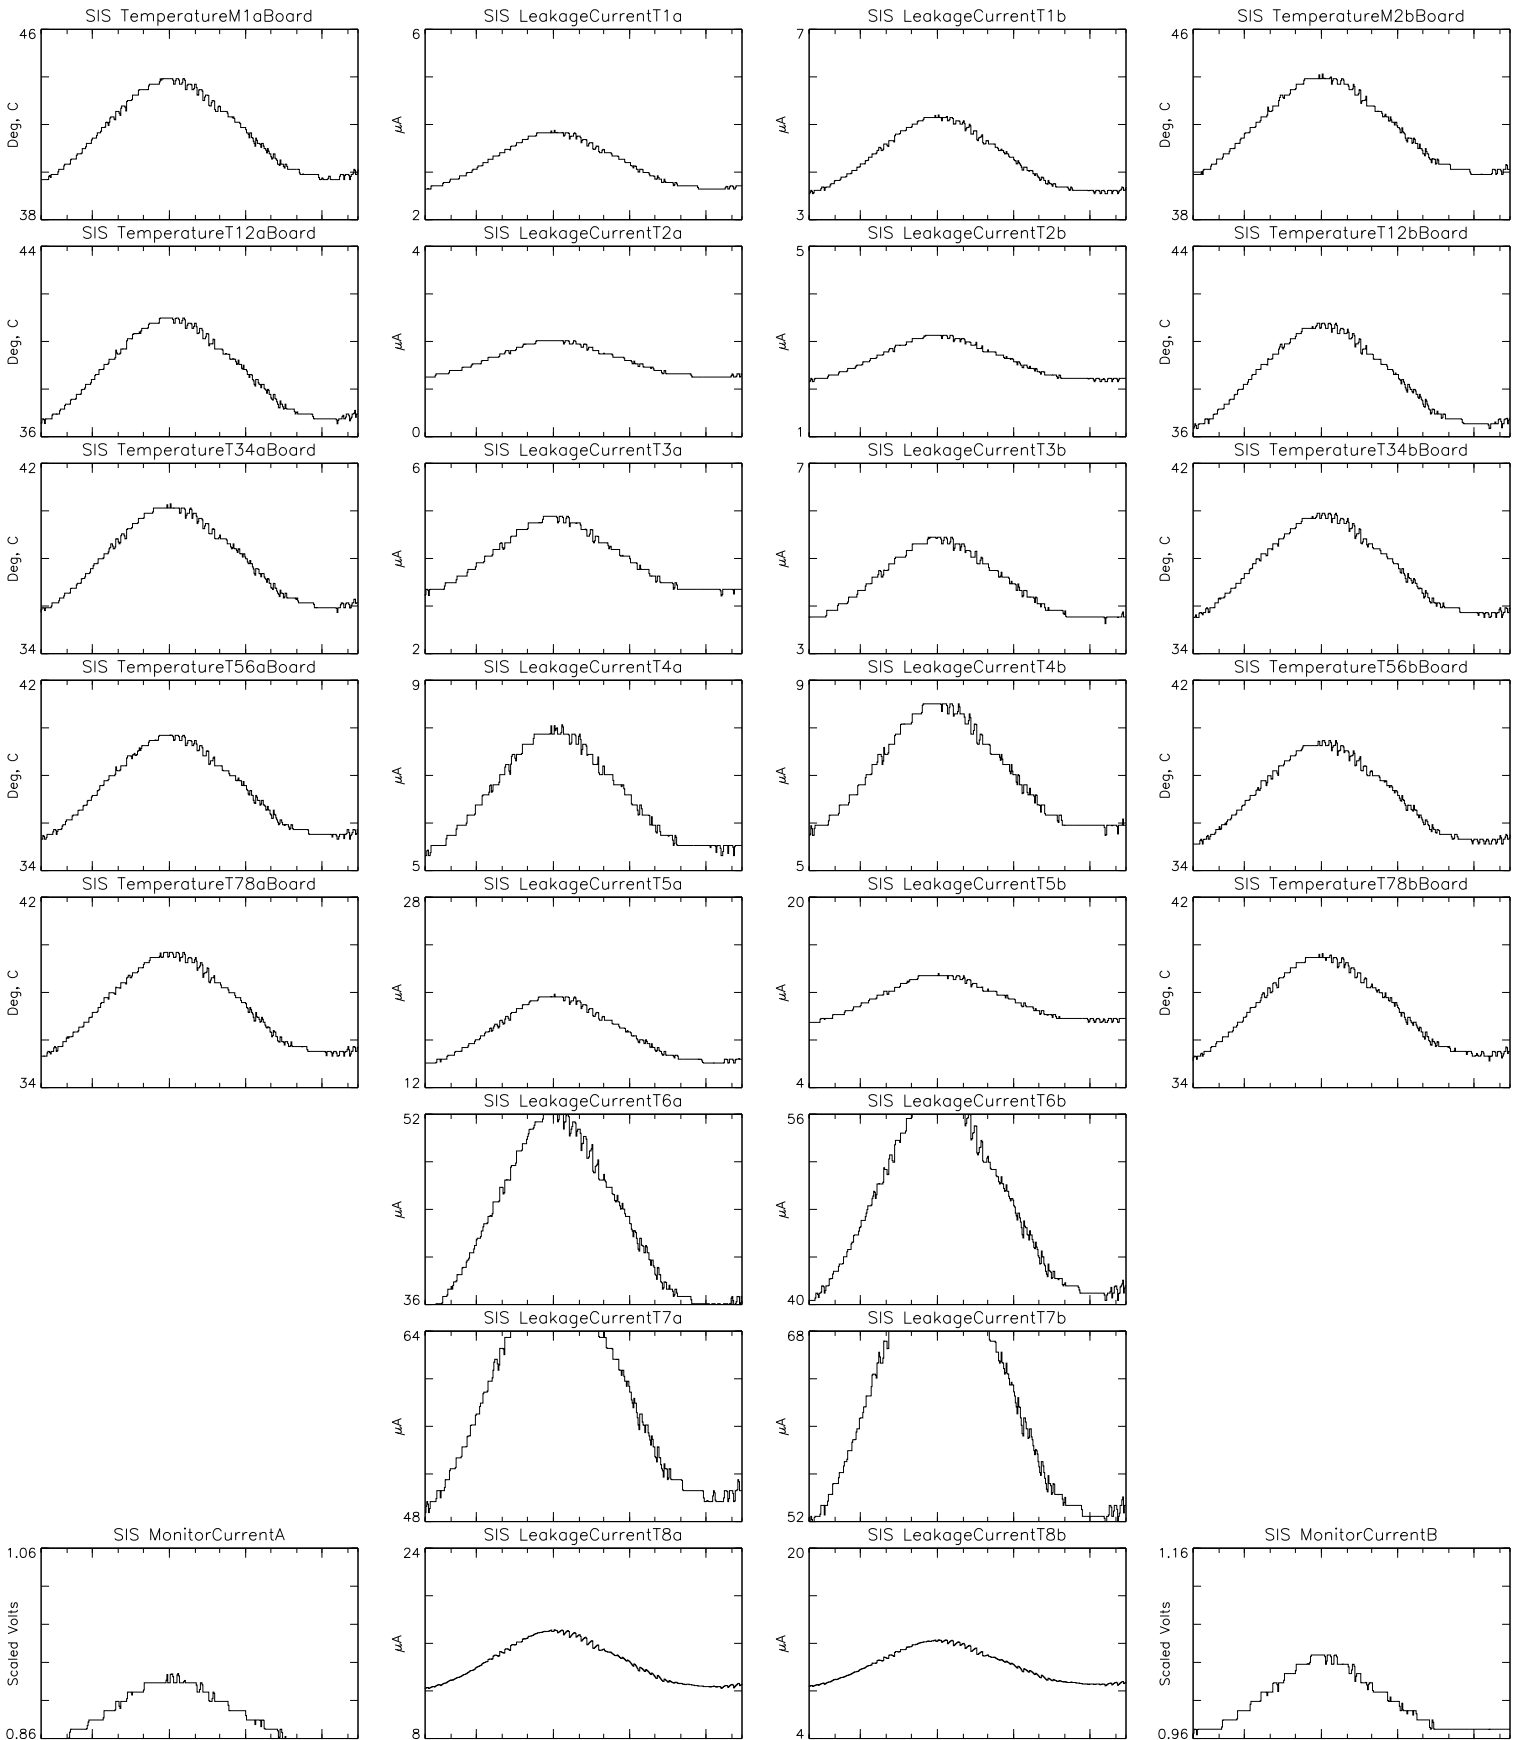 SIS TemperatureM1aBoard
46
Deg, C
38
SIS LeakageCurrentT1a
6
µA
2
SIS LeakageCurrentT1b
7
µA
3
SIS TemperatureM2bBoard
46
Deg, C
38
SIS TemperatureT12aBoard
44
Deg, C
36
SIS LeakageCurrentT2a
4
µA
0
SIS LeakageCurrentT2b
5
µA
1
SIS TemperatureT12bBoard
44
Deg, C
36
SIS TemperatureT34aBoard
42
Deg, C
34
SIS LeakageCurrentT3a
6
µA
2
SIS LeakageCurrentT3b
7
µA
3
SIS TemperatureT34bBoard
42
Deg, C
34
SIS TemperatureT56aBoard
42
Deg, C
34
SIS LeakageCurrentT4a
9
µA
5
SIS LeakageCurrentT4b
9
µA
5
SIS TemperatureT56bBoard
42
Deg, C
34
SIS TemperatureT78aBoard
42
Deg, C
34
SIS LeakageCurrentT5a
28
µA
12
SIS LeakageCurrentT5b
20
µA
4
SIS TemperatureT78bBoard
42
Deg, C
34
SIS LeakageCurrentT6a
52
µA
36
SIS LeakageCurrentT6b
56
µA
40
SIS LeakageCurrentT7a
64
µA
48
SIS LeakageCurrentT7b
68
µA
52
SIS MonitorCurrentA
1.06
Scaled Volts
0.86
SIS LeakageCurrentT8a
24
µA
8
SIS LeakageCurrentT8b
20
µA
4
SIS MonitorCurrentB
1.16
Scaled Volts
0.96